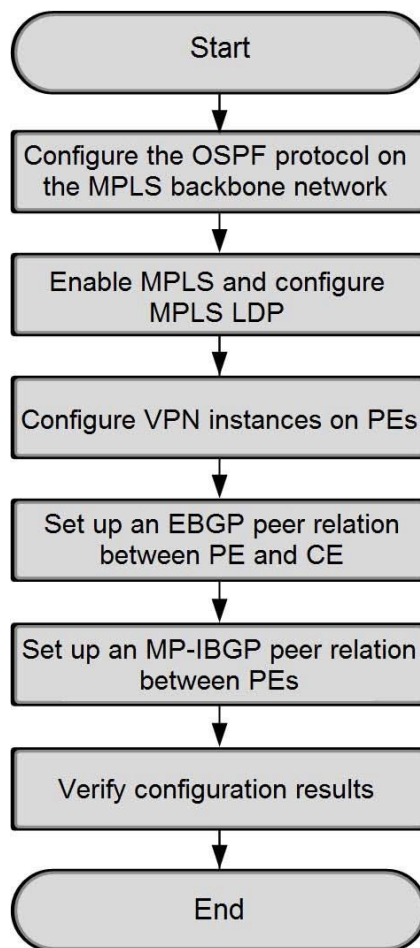 Start
Configure the OSPF protocol on
the MPLS backbone network
Enable MPLS and configure
MPLS LDP
Configure VPN instances on PEs
Set up an EBGP peer relation
between PE and CE
Set up an MP-IBGP peer relation
between PEs
Verify configuration results
End